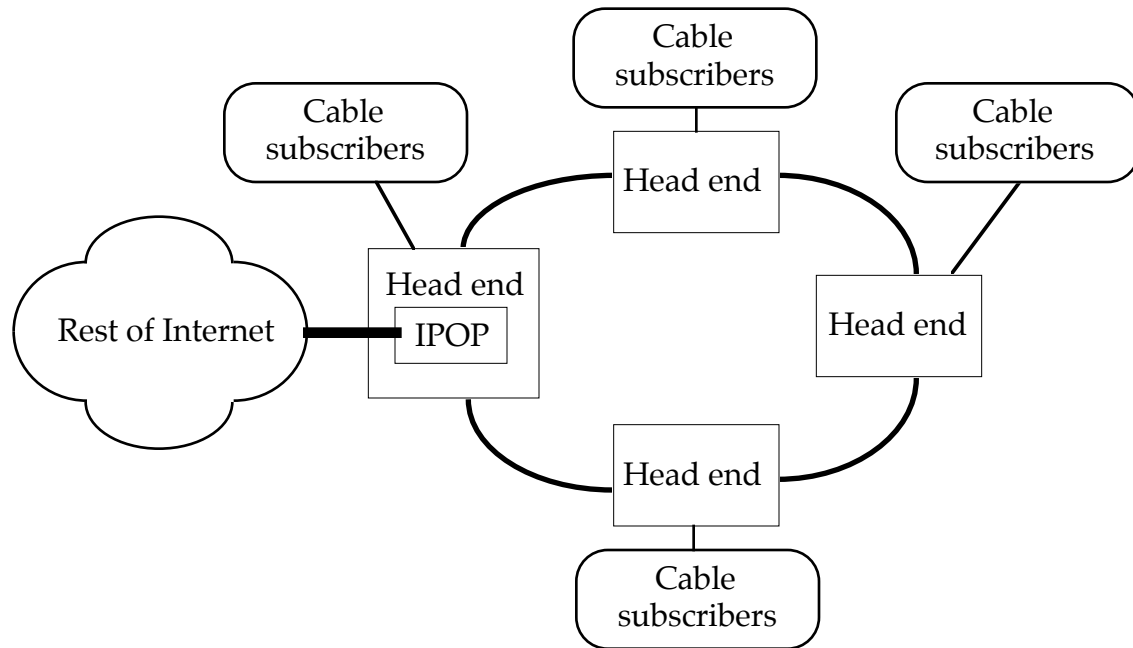 Cable
subscribers
Cable
subscribers
Cable
subscribers
Head end
Head end
IPOP
Rest of Internet
Head end
Head end
Cable
subscribers